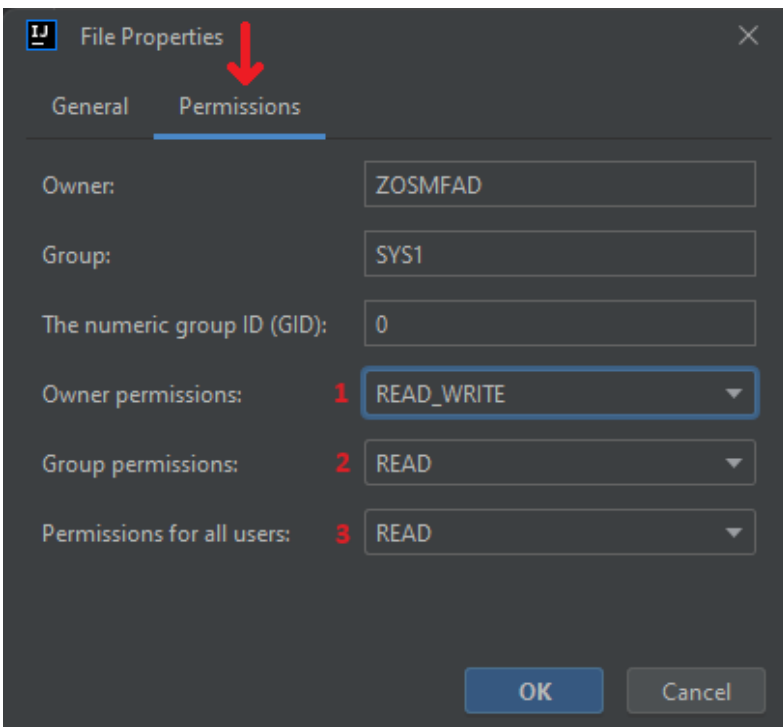 IJ File Properties
General Permissions
Owner: ZOSMFAD
Group: SYS1
The numeric group ID (GID): 0
Owner permissions: 1 READ_WRITE
Group permissions: 2 READ
Permissions for all users: 3 READ
OK Cancel